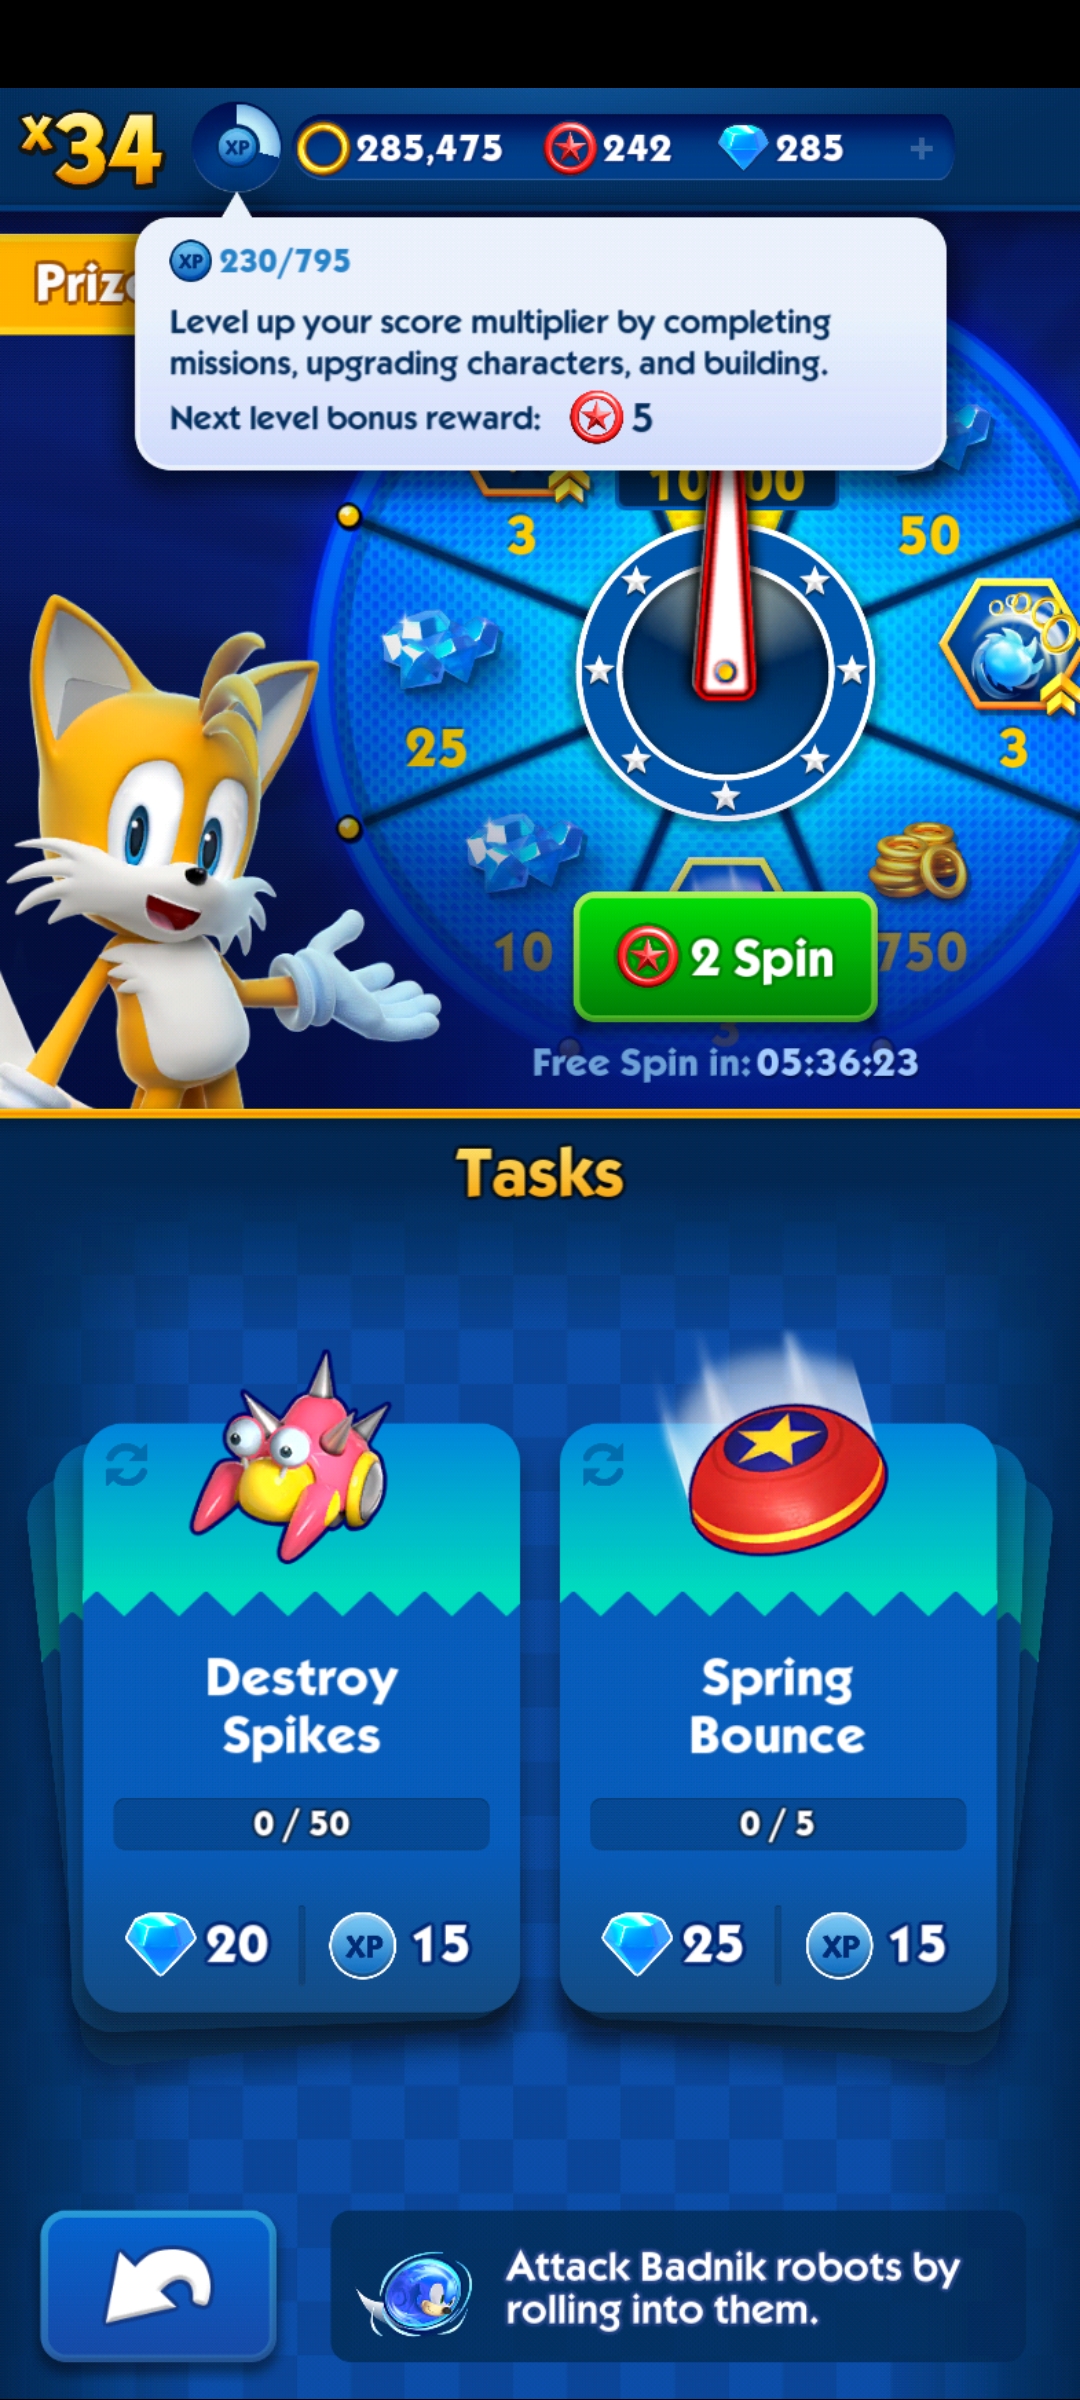 x34
XP
285,475
242
285
+
XP 230/795
Level up your score multiplier by completing
missions, upgrading characters, and building.
Next level bonus reward: 5
3
50
25
3
10
750
3
2 Spin
Free Spin in: 05:36:23
Tasks
Destroy
Spikes
0 / 50
20
XP 15
Spring
Bounce
0 / 5
25
XP 15
Attack Badnik robots by
rolling into them.